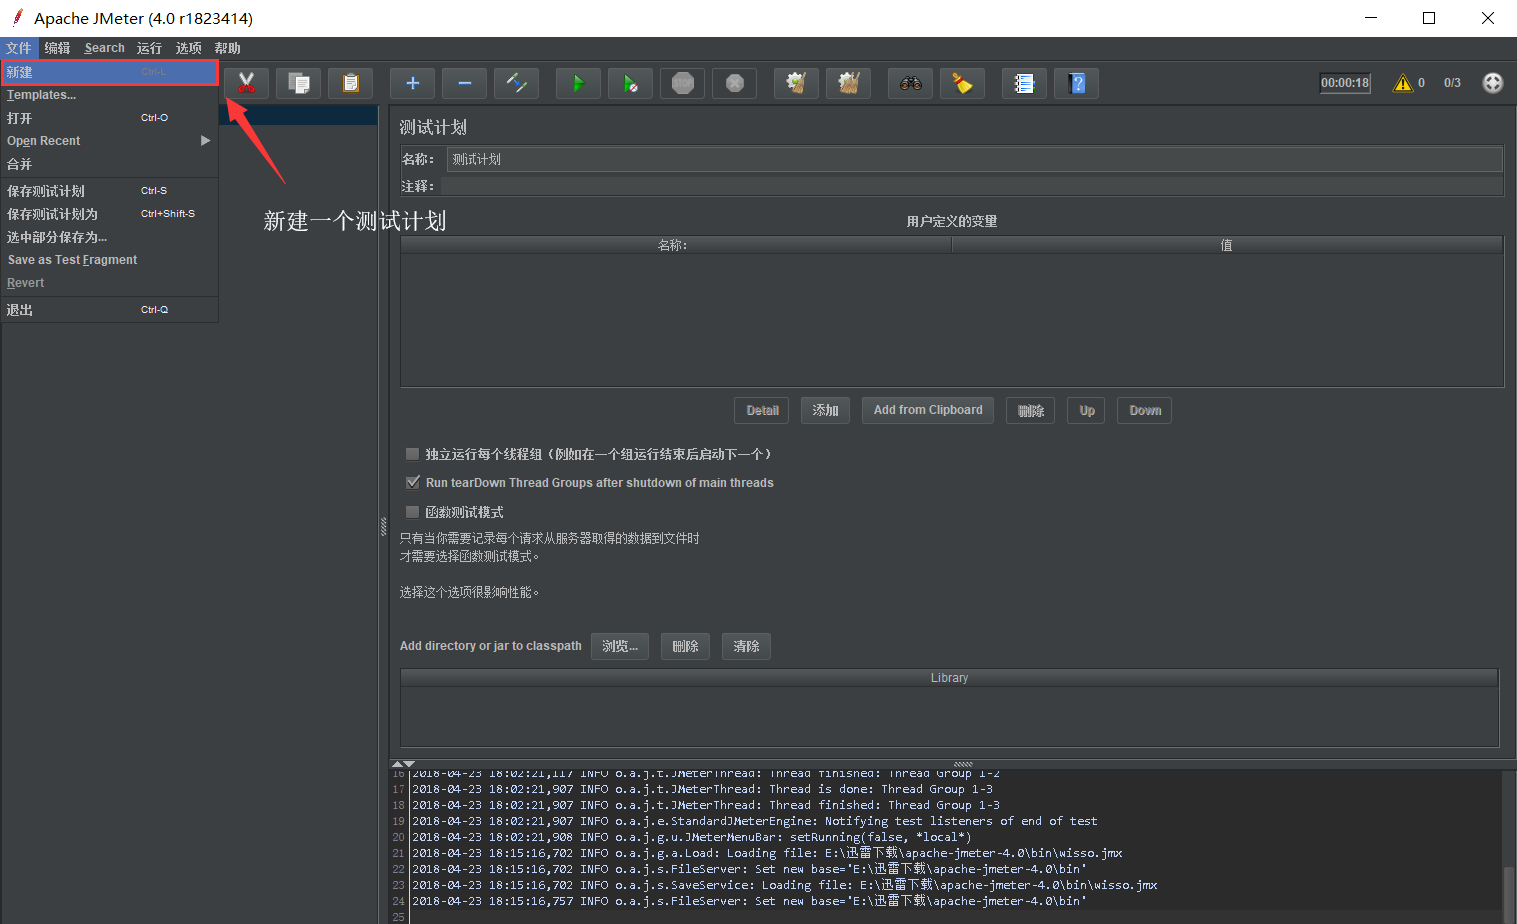 Apache JMeter (4.0 r1823414)
文件 编辑 Search 运行 选项 帮助
新建 Ctrl-L
Templates...
打开 Ctrl-O
Open Recent
合并
保存测试计划 Ctrl-S
保存测试计划为 Ctrl+Shift-S
选中部分保存为...
Save as Test Fragment
Revert
退出 Ctrl-Q
STOP
00:00:18 0 0/3
新建一个测试计划
测试计划
名称: 测试计划
注释:
用户定义的变量
名称: 值
Detail 添加 Add from Clipboard 删除 Up Down
独立运行每个线程组（例如在一个组运行结束后启动下一个）
Run tearDown Thread Groups after shutdown of main threads
函数测试模式
只有当你需要记录每个请求从服务器取得的数据到文件时
才需要选择函数测试模式。
选择这个选项很影响性能。
Add directory or jar to classpath 浏览... 删除 清除
Library
16 2018-04-23 18:02:21,117 INFO o.a.j.t.JMeterThread: Thread finished: Thread Group 1-2
17 2018-04-23 18:02:21,907 INFO o.a.j.t.JMeterThread: Thread is done: Thread Group 1-3
18 2018-04-23 18:02:21,907 INFO o.a.j.t.JMeterThread: Thread finished: Thread Group 1-3
19 2018-04-23 18:02:21,907 INFO o.a.j.e.StandardJMeterEngine: Notifying test listeners of end of test
20 2018-04-23 18:02:21,908 INFO o.a.j.g.u.JMeterMenuBar: setRunning(false, *local*)
21 2018-04-23 18:15:16,702 INFO o.a.j.g.a.Load: Loading file: E:\迅雷下载\apache-jmeter-4.0\bin\wisso.jmx
22 2018-04-23 18:15:16,702 INFO o.a.j.s.FileServer: Set new base='E:\迅雷下载\apache-jmeter-4.0\bin'
23 2018-04-23 18:15:16,702 INFO o.a.j.s.SaveService: Loading file: E:\迅雷下载\apache-jmeter-4.0\bin\wisso.jmx
24 2018-04-23 18:15:16,757 INFO o.a.j.s.FileServer: Set new base='E:\迅雷下载\apache-jmeter-4.0\bin'
25